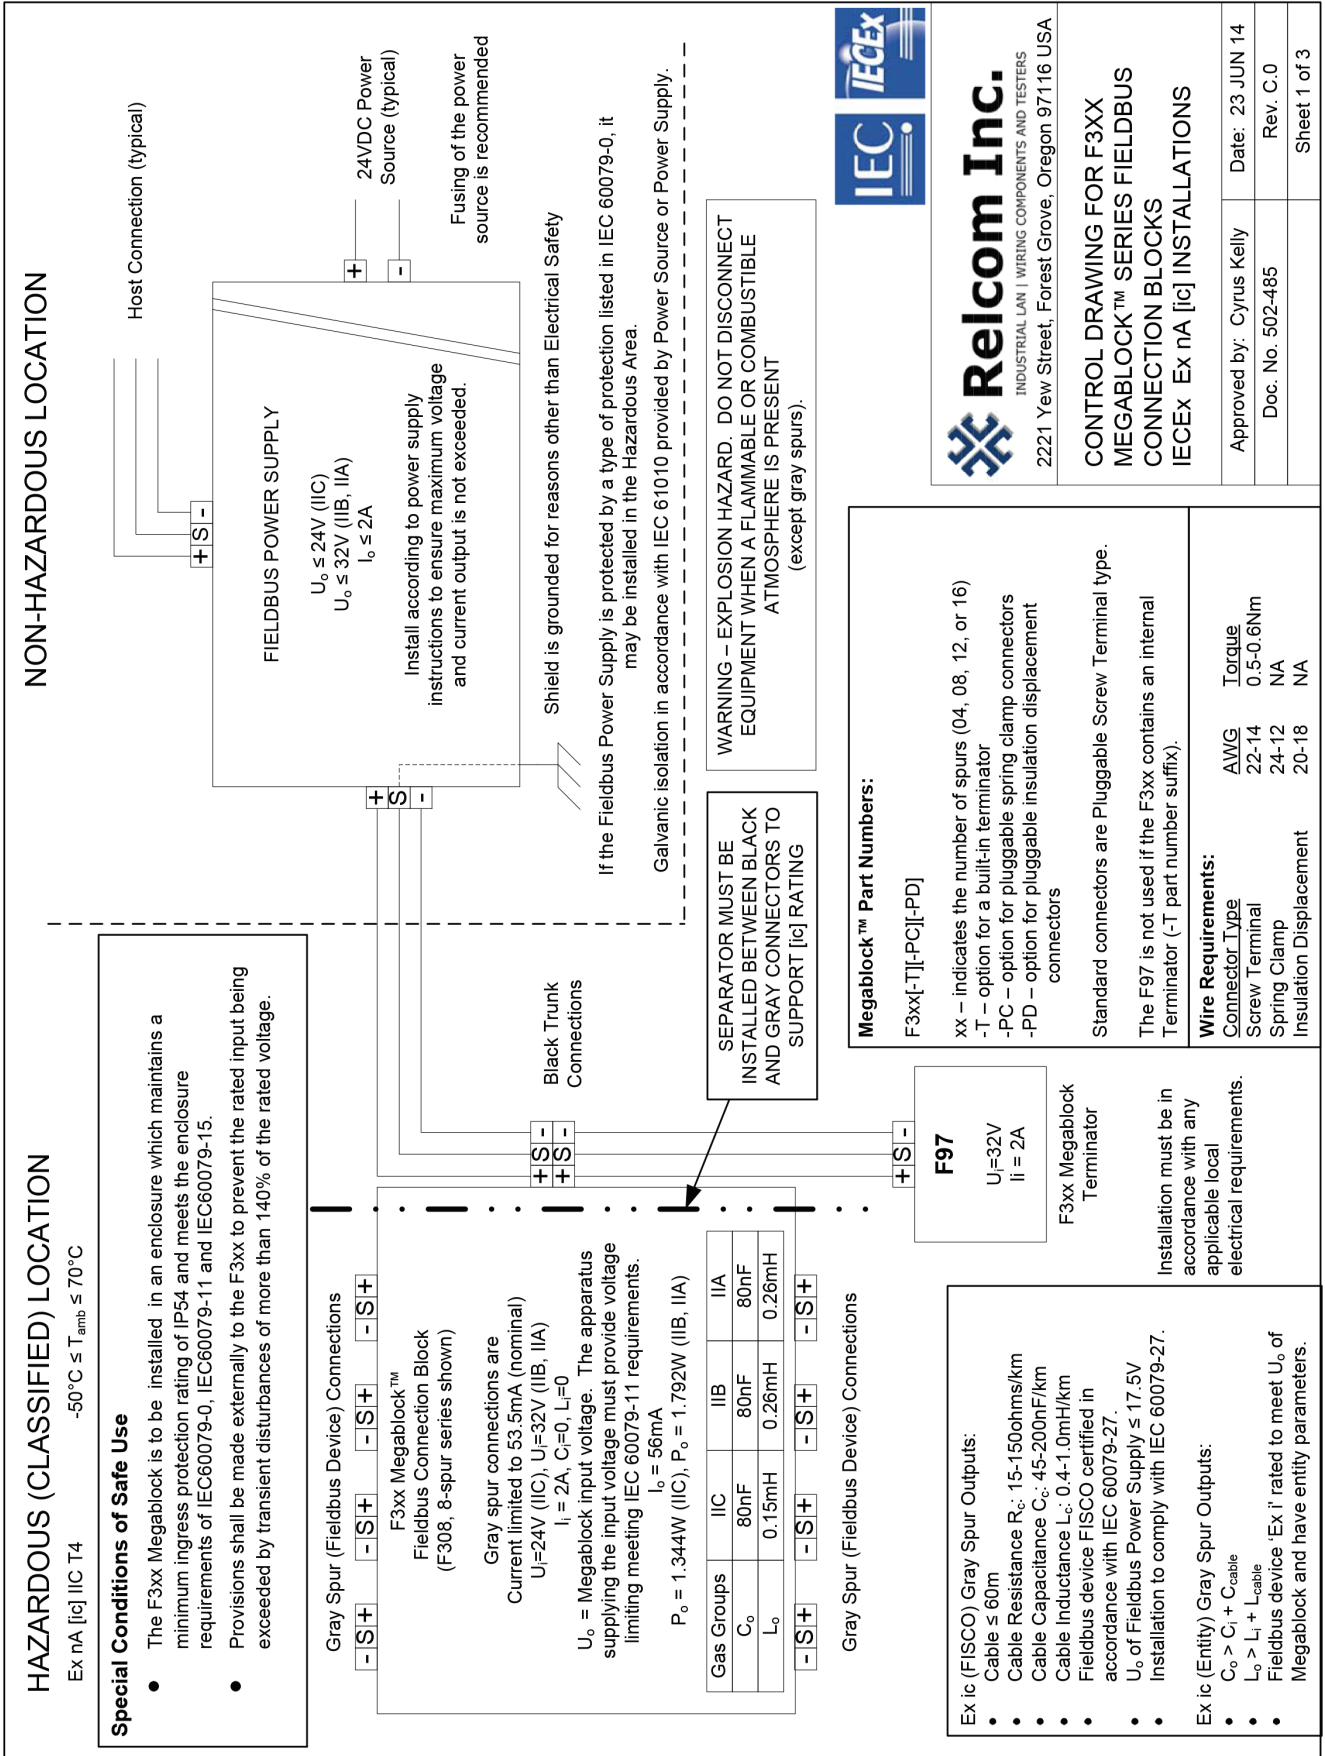 HAZARDOUS (CLASSIFIED) LOCATION
Ex nA [ic] IIC T4
-50°C ≤ Tamb ≤ 70°C
Special Conditions of Safe Use
● The F3xx Megablock is to be installed in an enclosure which maintains a
minimum ingress protection rating of IP54 and meets the enclosure
requirements of IEC60079-0, IEC60079-11 and IEC60079-15.
● Provisions shall be made externally to the F3xx to prevent the rated input being
exceeded by transient disturbances of more than 140% of the rated voltage.
NON-HAZARDOUS LOCATION
Host Connection (typical)
+ S -
FIELDBUS POWER SUPPLY
Uo ≤ 24V (IIC)
Uo ≤ 32V (IIB, IIA)
Io ≤ 2A
Install according to power supply
instructions to ensure maximum voltage
and current output is not exceeded.
+
-
24VDC Power
Source (typical)
Fusing of the power
source is recommended
+
S
-
Shield is grounded for reasons other than Electrical Safety
If the Fieldbus Power Supply is protected by a type of protection listed in IEC 60079-0, it
may be installed in the Hazardous Area.
Galvanic isolation in accordance with IEC 61010 provided by Power Source or Power Supply.
Gray Spur (Fieldbus Device) Connections
- S +
- S +
- S +
- S +
F3xx Megablock™
Fieldbus Connection Block
(F308, 8-spur series shown)
Gray spur connections are
Current limited to 53.5mA (nominal)
Ui=24V (IIC), Ui=32V (IIB, IIA)
Ii = 2A, Ci=0, Li=0
Uo = Megablock input voltage. The apparatus
supplying the input voltage must provide voltage
limiting meeting IEC 60079-11 requirements.
Io = 56mA
Po = 1.344W (IIC), Po = 1.792W (IIB, IIA)
Gas Groups IIC IIB IIA
Co 80nF 80nF 80nF
Lo 0.15mH 0.26mH 0.26mH
- S +
- S +
- S +
- S +
Gray Spur (Fieldbus Device) Connections
+ S -
+ S -
Black Trunk
Connections
SEPARATOR MUST BE
INSTALLED BETWEEN BLACK
AND GRAY CONNECTORS TO
SUPPORT [ic] RATING
WARNING – EXPLOSION HAZARD. DO NOT DISCONNECT
EQUIPMENT WHEN A FLAMMABLE OR COMBUSTIBLE
ATMOSPHERE IS PRESENT
(except gray spurs).
+ S -
F97
Ui=32V
Ii = 2A
F3xx Megablock
Terminator
Installation must be in
accordance with any
applicable local
electrical requirements.
Ex ic (FISCO) Gray Spur Outputs:
● Cable ≤ 60m
● Cable Resistance Rc: 15-150ohms/km
● Cable Capacitance Cc: 45-200nF/km
● Cable Inductance Lc: 0.4-1.0mH/km
● Fieldbus device FISCO certified in
accordance with IEC 60079-27.
● Uo of Fieldbus Power Supply ≤ 17.5V
● Installation to comply with IEC 60079-27.
Ex ic (Entity) Gray Spur Outputs:
● Co > Ci + Ccable
● Lo > Li + Lcable
● Fieldbus device ‘Ex i’ rated to meet Uo of
Megablock and have entity parameters.
Megablock™ Part Numbers:
F3xx[-T][-PC][-PD]
xx – indicates the number of spurs (04, 08, 12, or 16)
-T – option for a built-in terminator
-PC – option for pluggable spring clamp connectors
-PD – option for pluggable insulation displacement
connectors
Standard connectors are Pluggable Screw Terminal type.
The F97 is not used if the F3xx contains an internal
Terminator (-T part number suffix).
Wire Requirements:
Connector Type AWG Torque
Screw Terminal 22-14 0.5-0.6Nm
Spring Clamp 24-12 NA
Insulation Displacement 20-18 NA
IEC
IECEx
Relcom Inc.
INDUSTRIAL LAN | WIRING COMPONENTS AND TESTERS
2221 Yew Street, Forest Grove, Oregon 97116 USA
CONTROL DRAWING FOR F3XX
MEGABLOCK™ SERIES FIELDBUS
CONNECTION BLOCKS
IECEx Ex nA [ic] INSTALLATIONS
Approved by: Cyrus Kelly
Date: 23 JUN 14
Doc. No. 502-485
Rev. C.0
Sheet 1 of 3